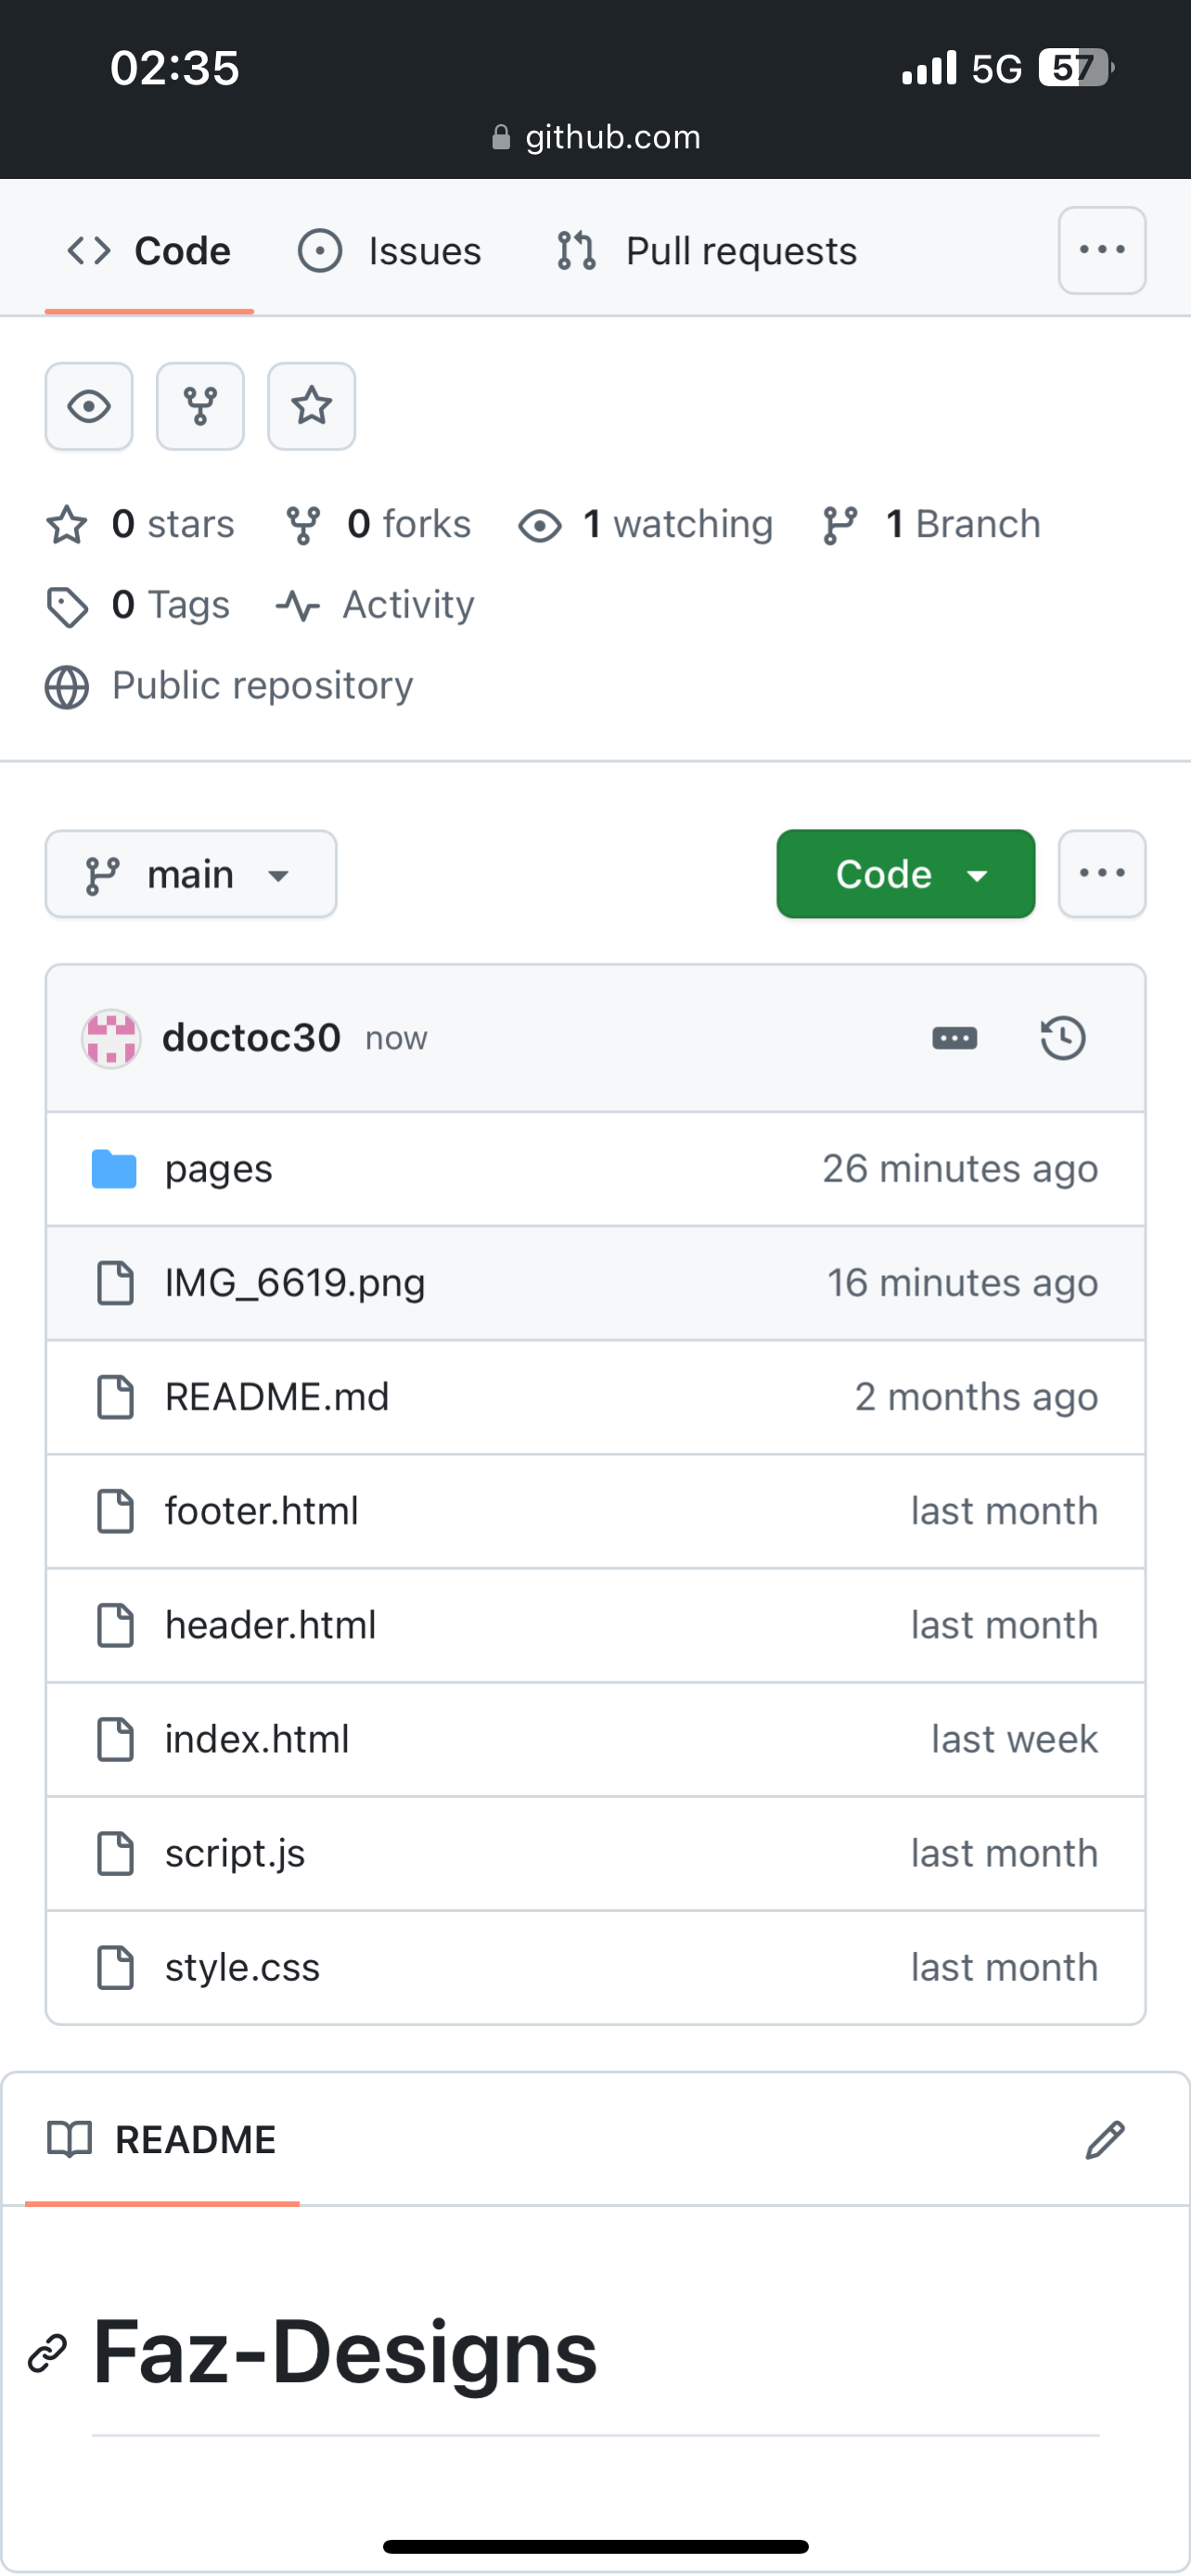 02:35 5G 57
github.com
Code Issues Pull requests
0 stars 0 forks 1 watching 1 Branch
0 Tags Activity
Public repository
main Code
doctoc30 now
pages 26 minutes ago
IMG_6619.png 16 minutes ago
README.md 2 months ago
footer.html last month
header.html last month
index.html last week
script.js last month
style.css last month
README
Faz-Designs